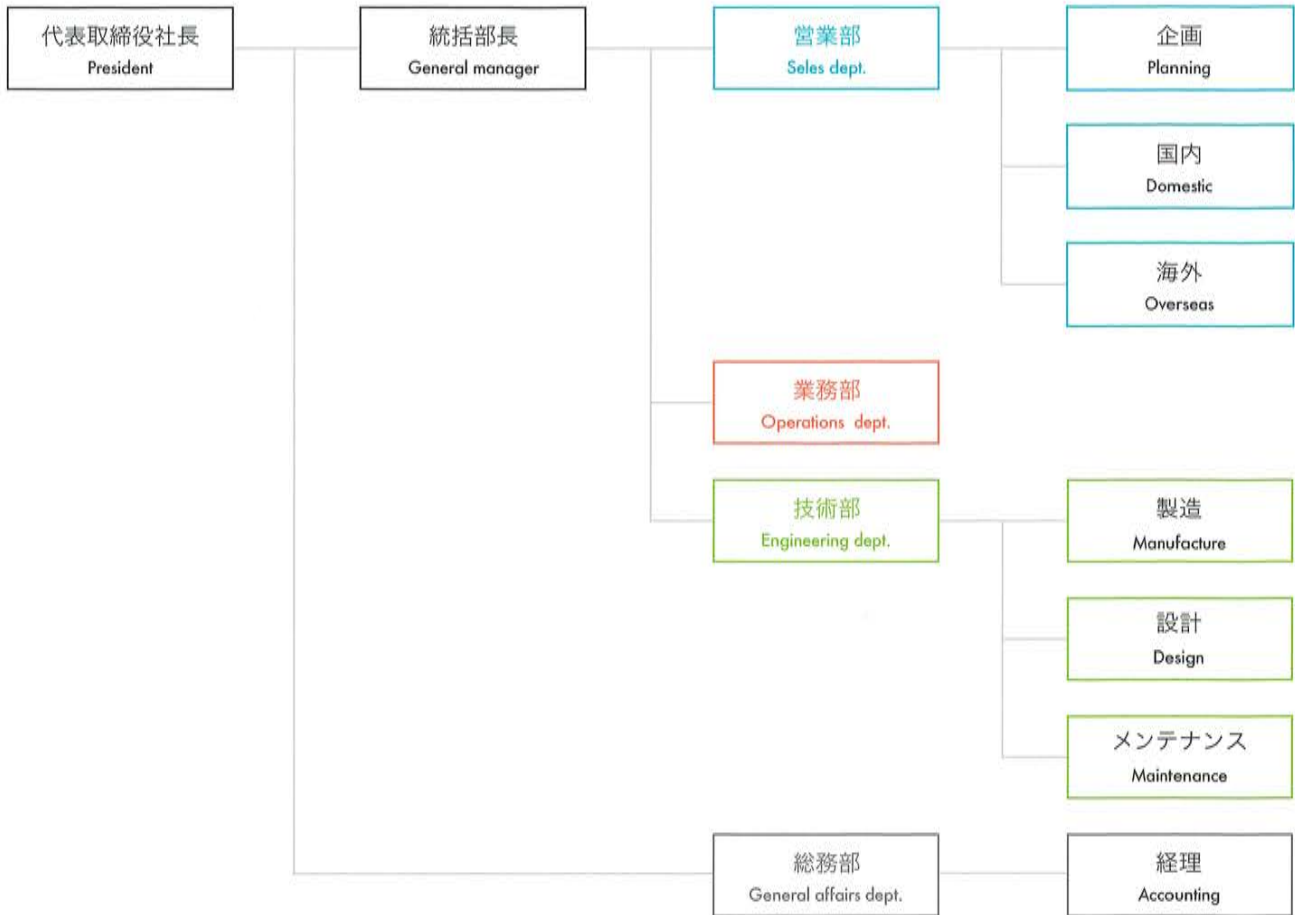 代表取締役社長
President
統括部長
General manager
営業部
Seles dept.
企画
Planning
国内
Domestic
海外
Overseas
業務部
Operations dept.
技術部
Engineering dept.
製造
Manufacture
設計
Design
メンテナンス
Maintenance
総務部
General affairs dept.
経理
Accounting